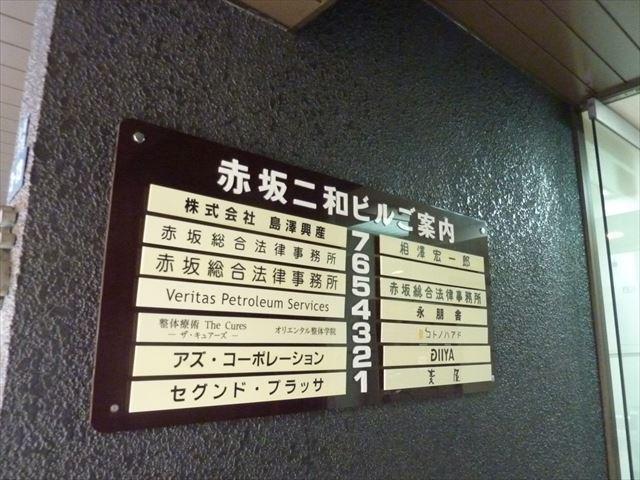 赤坂二和ビルご案内
株式会社 島澤興産 7 相澤宏一郎
赤坂総合法律事務所 6
赤坂総合法律事務所 5 赤坂総合法律事務所
Veritas Petroleum Services 4 永朋舎
整体療術 The Cures オリエンタル整体学院 3 コトノハアド
― ザ・キュアーズ ―
アズ・コーポレーション 2 DIIYA
セグンド・プラッサ 1